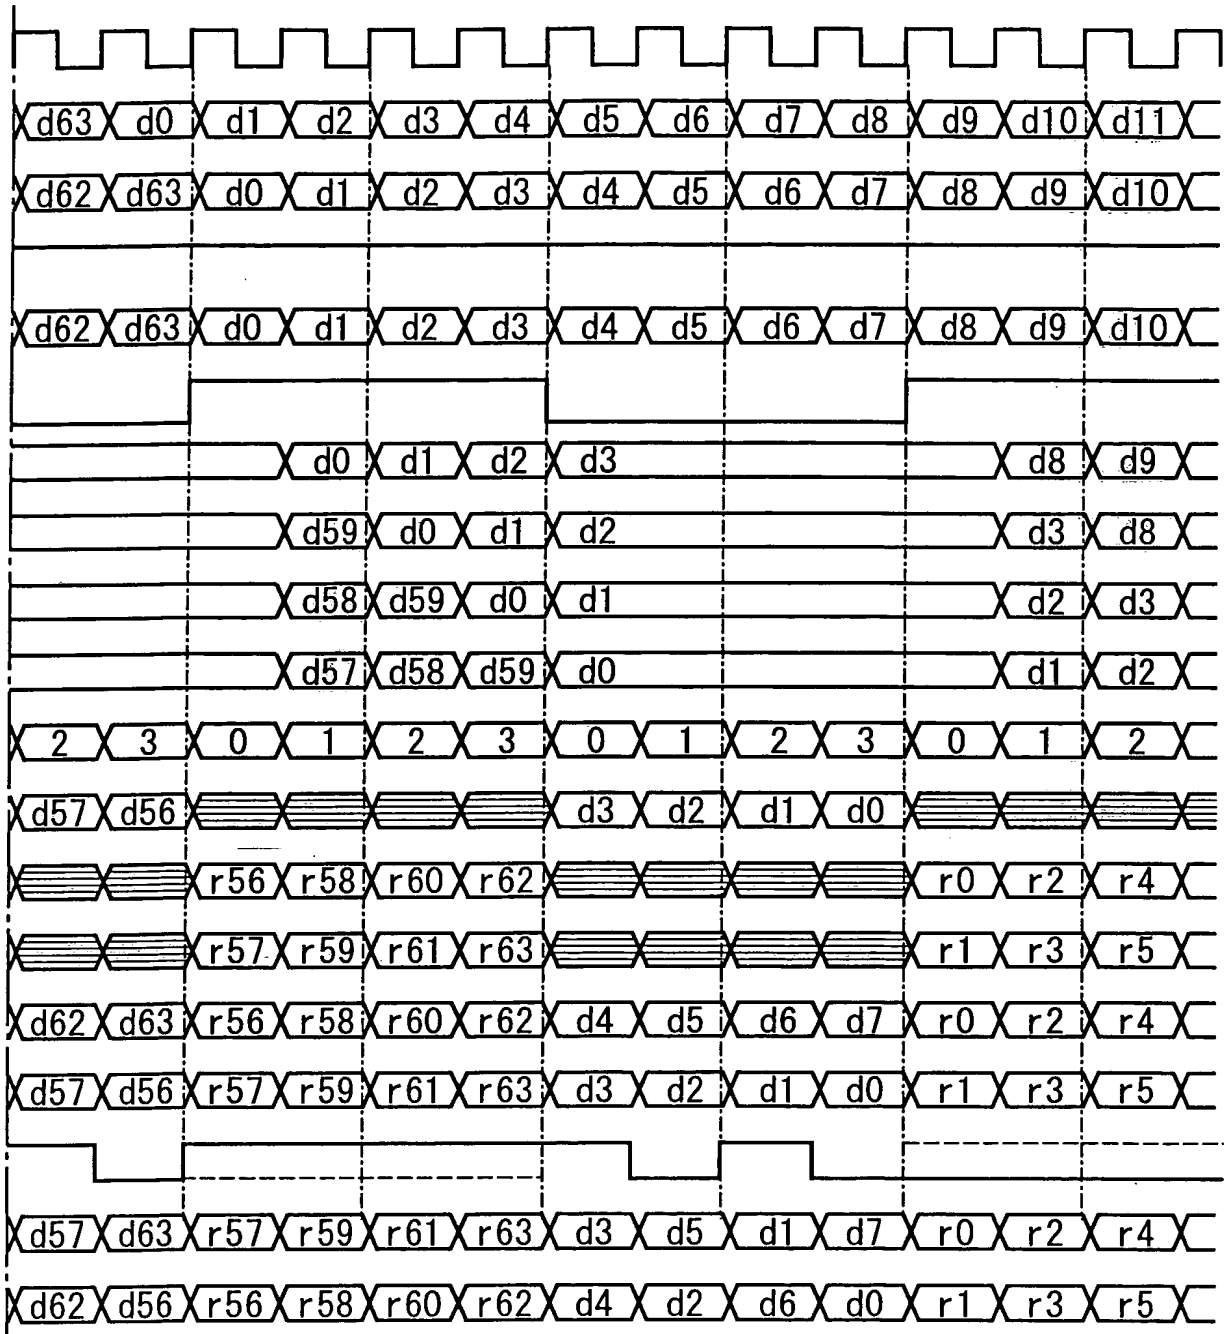 d63 d0 d1 d2 d3 d4 d5 d6 d7 d8 d9 d10 d11
d62 d63 d0 d1 d2 d3 d4 d5 d6 d7 d8 d9 d10
d62 d63 d0 d1 d2 d3 d4 d5 d6 d7 d8 d9 d10
d0 d1 d2 d3 d8 d9
d59 d0 d1 d2 d3 d8
d58 d59 d0 d1 d2 d3
d57 d58 d59 d0 d1 d2
2 3 0 1 2 3 0 1 2 3 0 1 2
d57 d56 d3 d2 d1 d0
r56 r58 r60 r62 r0 r2 r4
r57 r59 r61 r63 r1 r3 r5
d62 d63 r56 r58 r60 r62 d4 d5 d6 d7 r0 r2 r4
d57 d56 r57 r59 r61 r63 d3 d2 d1 d0 r1 r3 r5
d57 d63 r57 r59 r61 r63 d3 d5 d1 d7 r0 r2 r4
d62 d56 r56 r58 r60 r62 d4 d2 d6 d0 r1 r3 r5